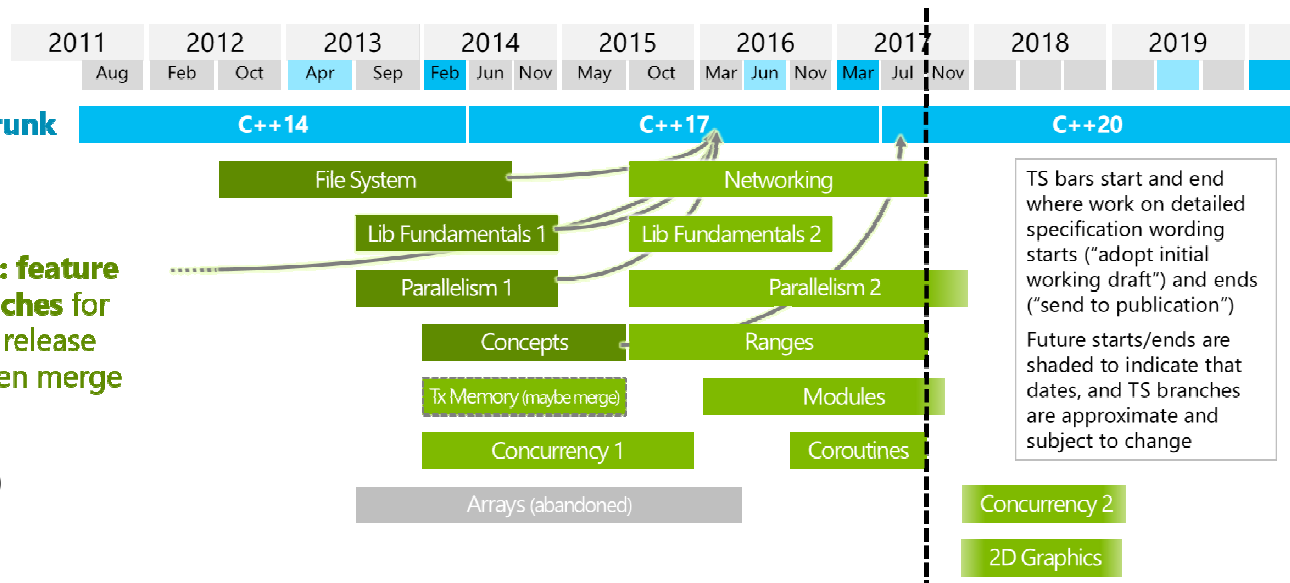 2011 2012 2013 2014 2015 2016 2017 2018 2019
Aug Feb Oct Apr Sep Feb Jun Nov May Oct Mar Jun Nov Mar Jul Nov
C++14 C++17 C++20
File System Networking
Lib Fundamentals 1 Lib Fundamentals 2
: feature
Parallelism 1 Parallelism 2
for
release
Concepts Ranges
merge
Tx Memory (maybe merge) Modules
Concurrency 1 Coroutines
)
Arrays (abandoned) Concurrency 2
2D Graphics
TS bars start and end
where work on detailed
specification wording
starts (“adopt initial
working draft”) and ends
(“send to publication”)
Future starts/ends are
shaded to indicate that
dates, and TS branches
are approximate and
subject to change